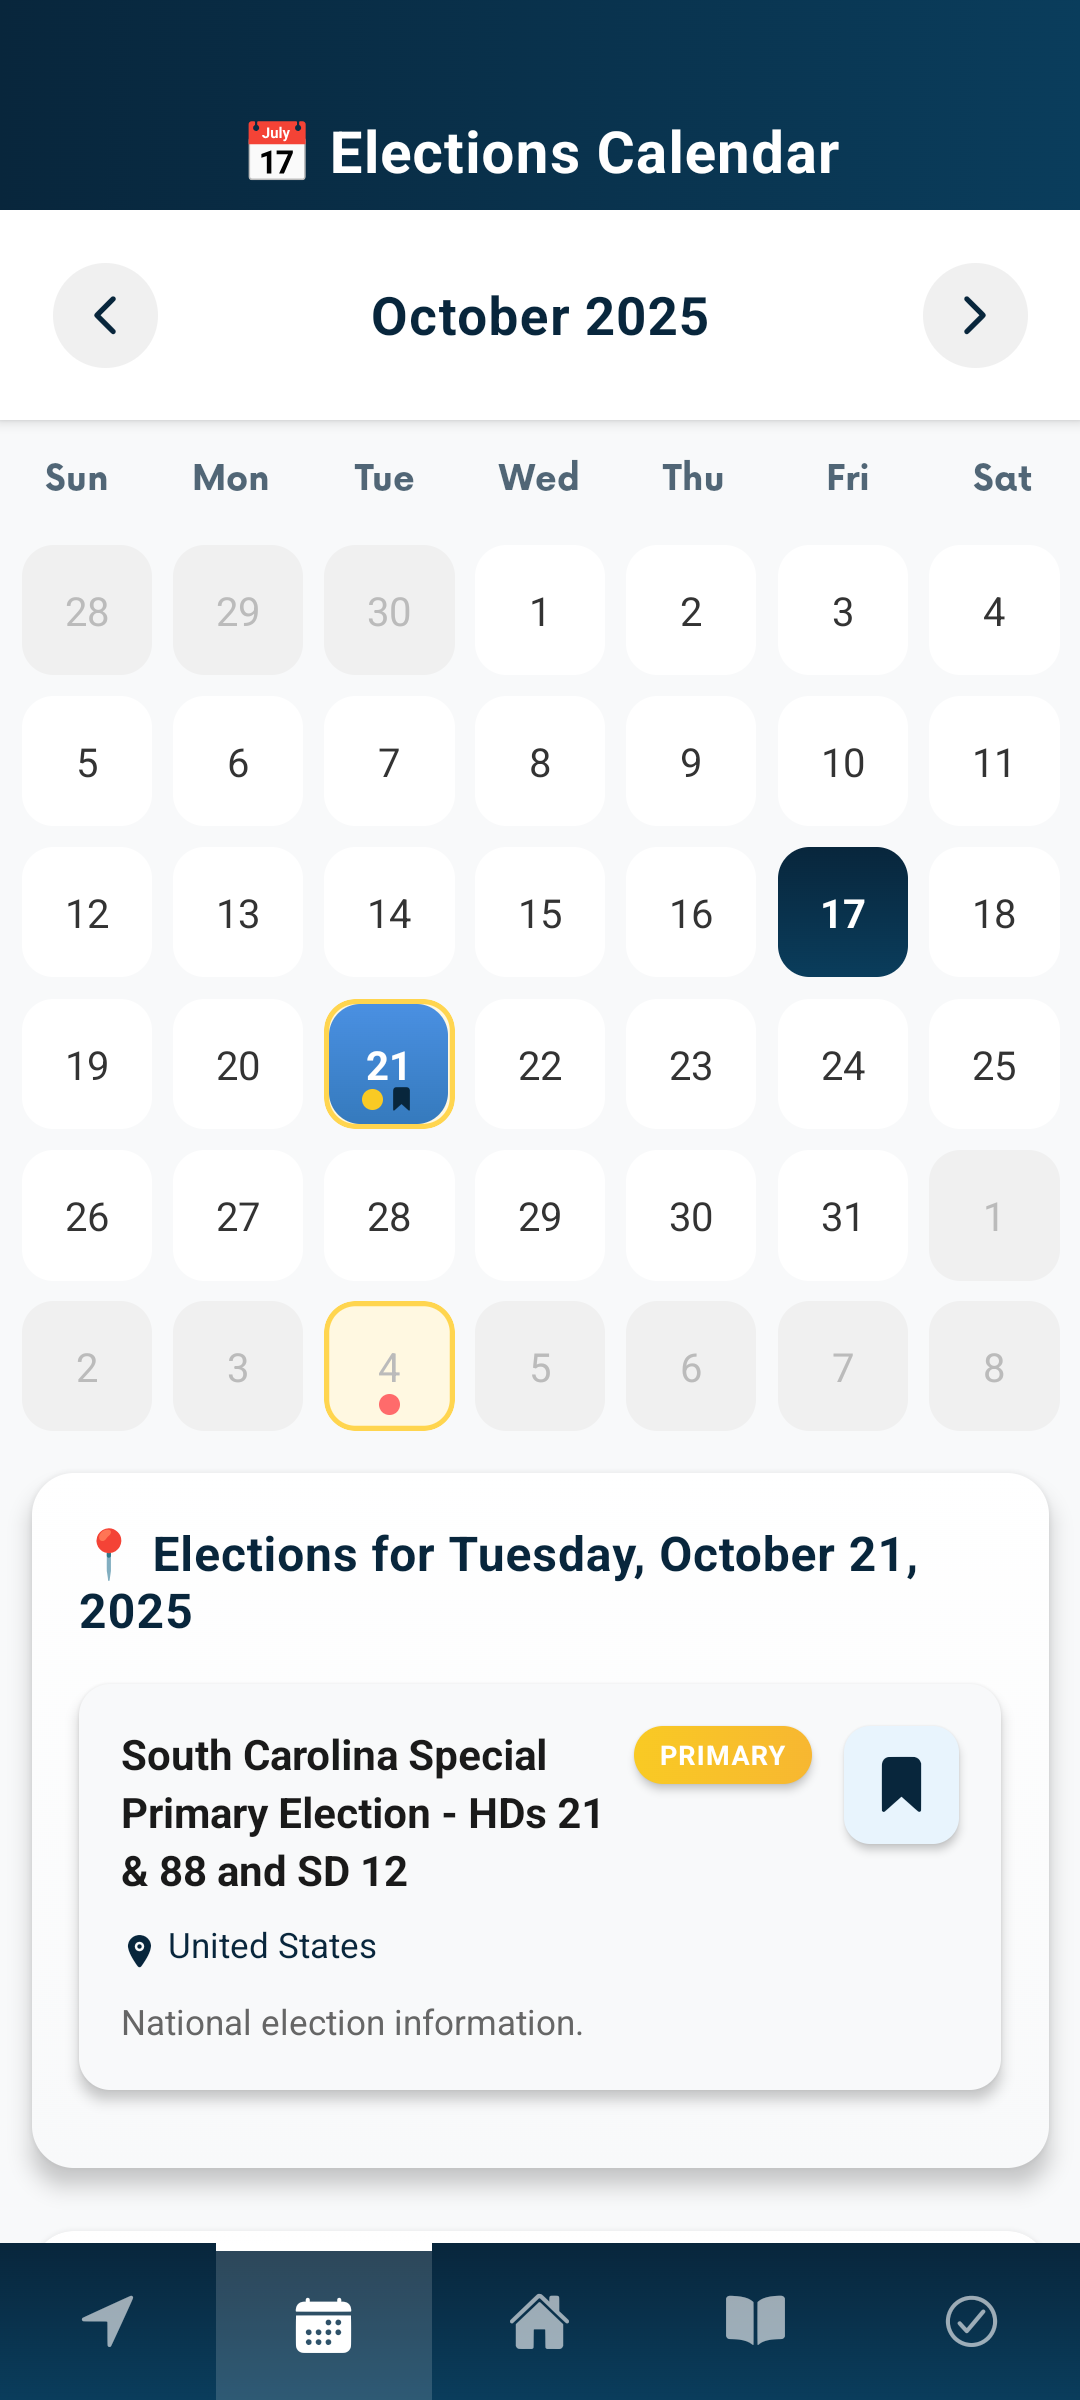 July
17
Elections Calendar
October 2025
Sun Mon Tue Wed Thu Fri Sat
28 29 30 1 2 3 4
5 6 7 8 9 10 11
12 13 14 15 16 17 18
19 20 21 22 23 24 25
26 27 28 29 30 31 1
2 3 4 5 6 7 8
Elections for Tuesday, October 21,
2025
South Carolina Special
Primary Election - HDs 21
& 88 and SD 12
PRIMARY
United States
National election information.